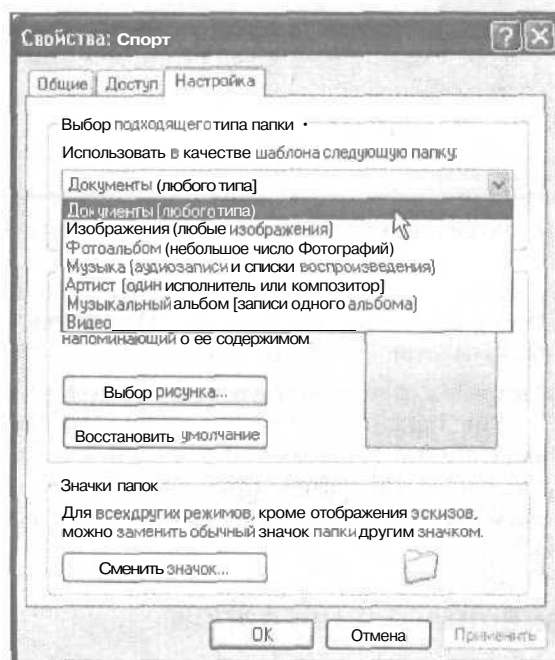 Свойства: Спорт
Общие Доступ Настройка
Выбор подходящего типа папки
Использовать в качестве шаблона следующую папку:
Документы (любого типа]
Документы (любого типа)
Изображения (любые изображения)
Фотоальбом (небольшое число Фотографий)
Музыка (аудиозаписи и списки воспроизведения)
Артист [один исполнитель или композитор]
Музыкальный альбом [записи одного альбома)
Видео
напоминающий о ее содержимом
Выбор рисунка...
Восстановить умолчание
Значки папок
Для всех других режимов, кроме отображения эскизов,
можно заменить обычный значок папки другим значком.
Сменить значок...
OK Отмена Применить